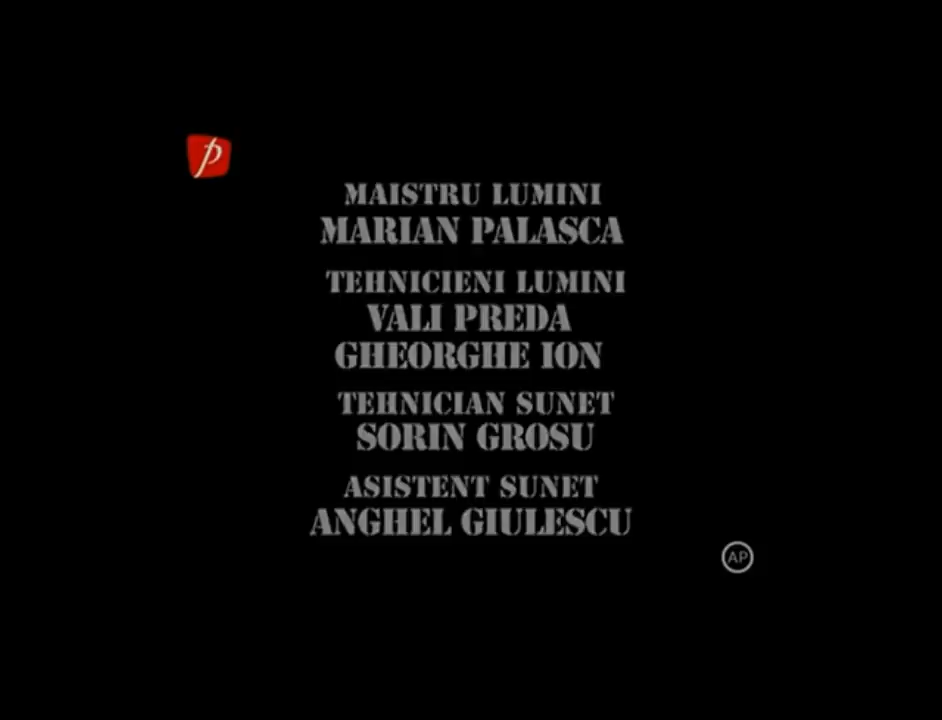 p
MAISTRU LUMINI
MARIAN PALASCA
TEHNICIENI LUMINI
VALI PREDA
GHEORGHE ION
TEHNICIAN SUNET
SORIN GROSU
ASISTENT SUNET
ANGHEL GIULESCU
AP